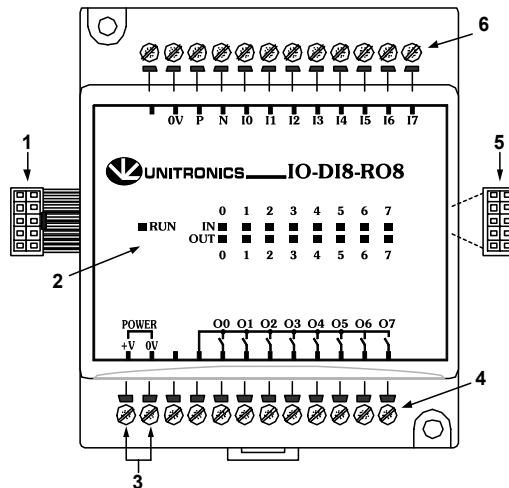 6
0V P N I0 I1 I2 I3 I4 I5 I6 I7
1
5
UNITRONICS IO-DI8-RO8
0 1 2 3 4 5 6 7
RUN IN
OUT
0 1 2 3 4 5 6 7
2
POWER
+V 0V
O0 O1 O2 O3 O4 O5 O6 O7
4
3